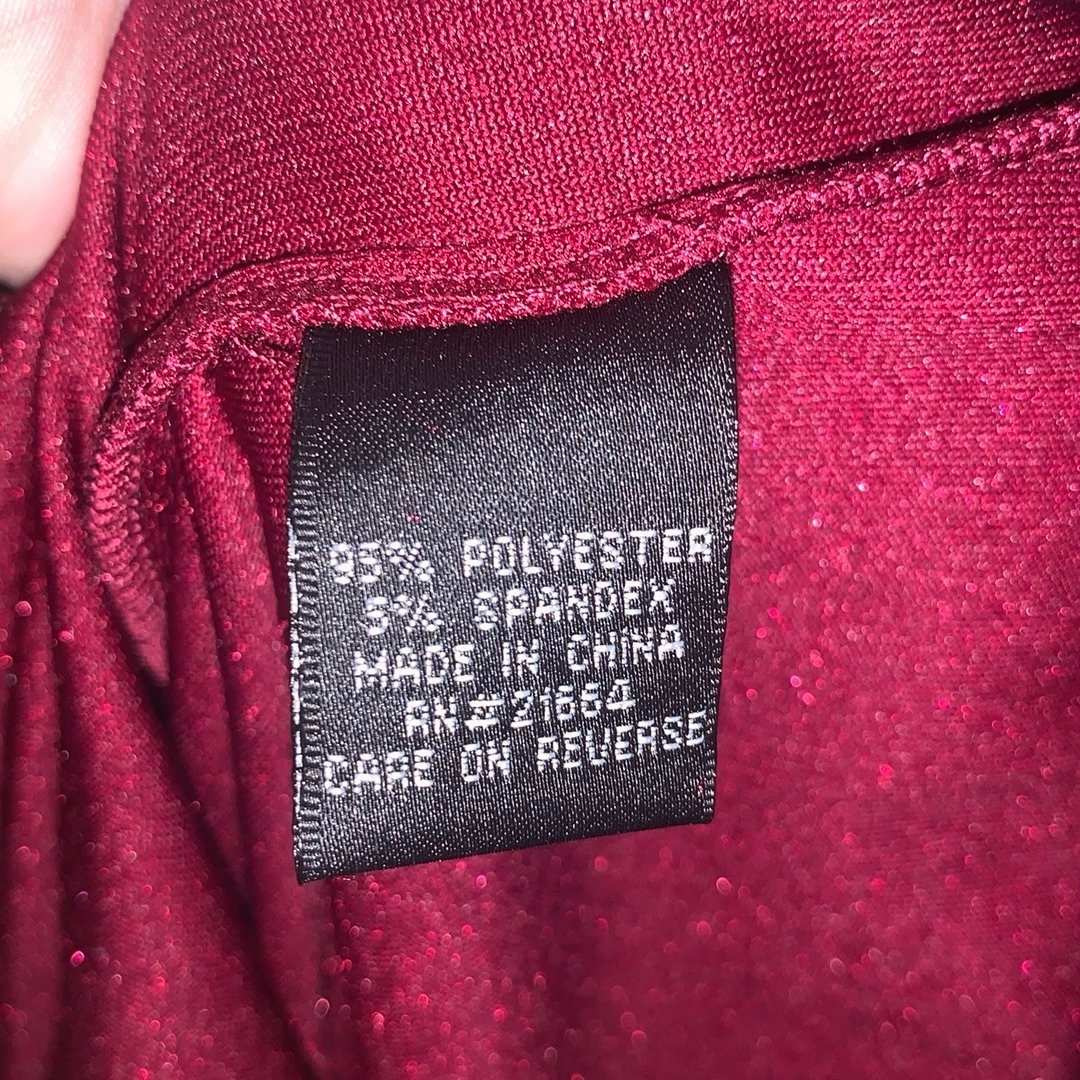 95% POLYESTER
5% SPANDEX
MADE IN CHINA
RN#21664
CARE ON REVERSE